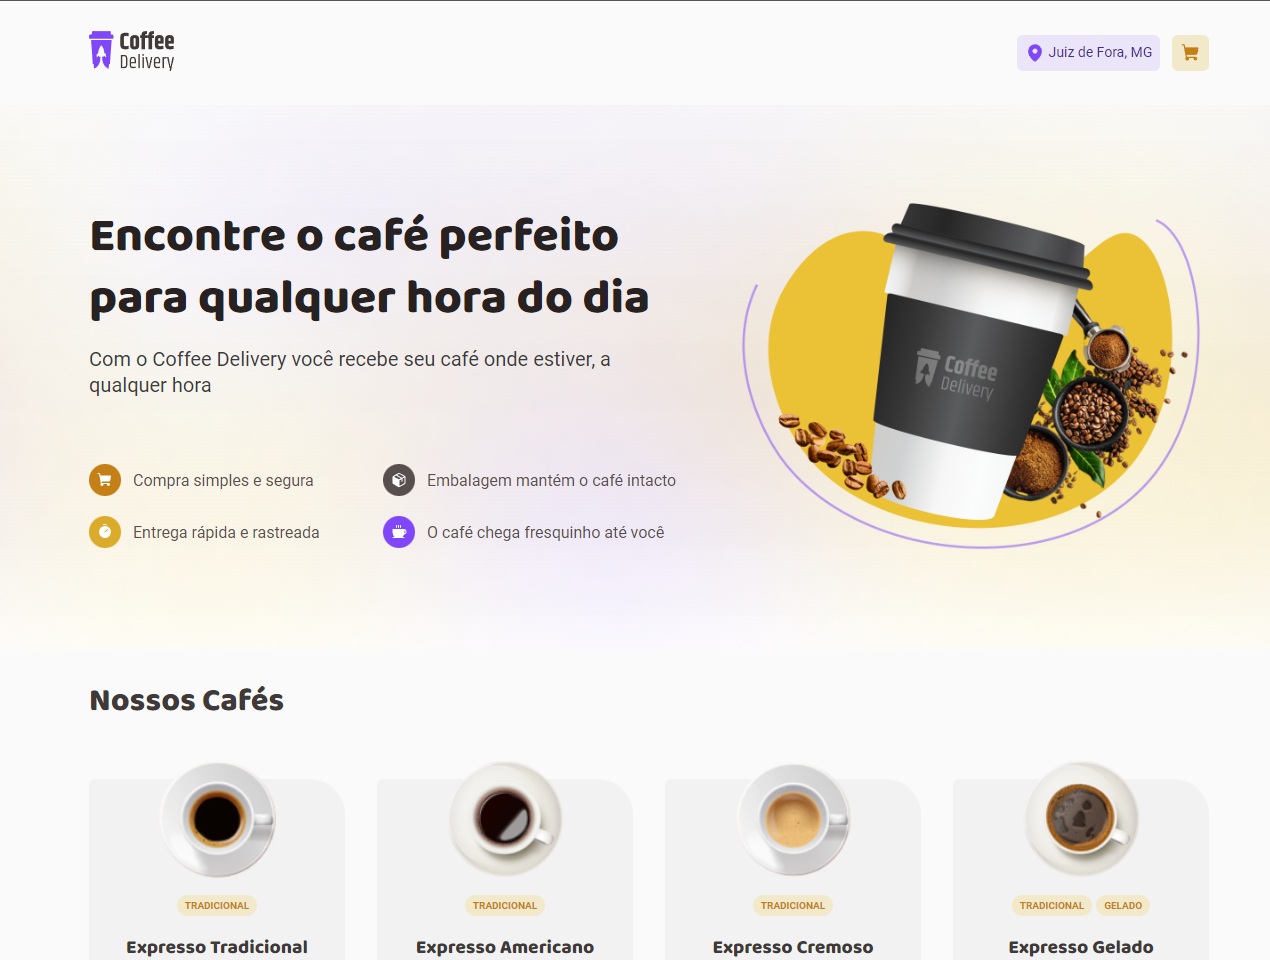 Coffee
Delivery
Juiz de Fora, MG
Encontre o café perfeito
para qualquer hora do dia
Com o Coffee Delivery você recebe seu café onde estiver, a
qualquer hora
Coffee
Delivery
Compra simples e segura
Embalagem mantém o café intacto
Entrega rápida e rastreada
O café chega fresquinho até você
Nossos Cafés
TRADICIONAL
TRADICIONAL
TRADICIONAL
TRADICIONAL GELADO
Expresso Tradicional
Expresso Americano
Expresso Cremoso
Expresso Gelado